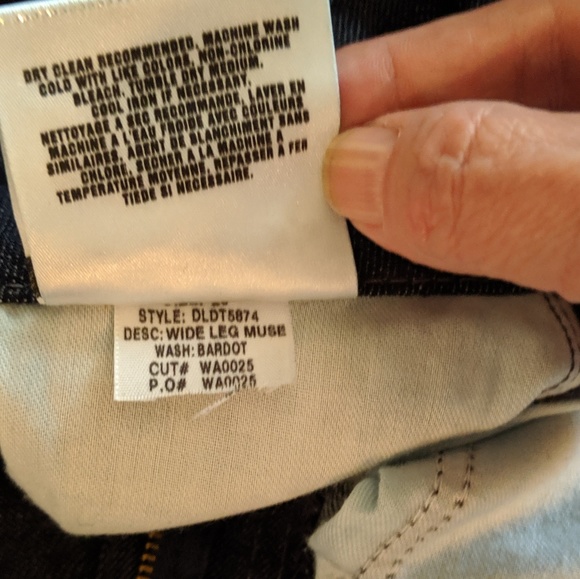 DRY CLEAN RECOMMENDED, MACHINE WASH
COLD WITH LIKE COLORS, NON-CHLORINE
BLEACH, TUMBLE DRY MEDIUM.
COOL IRON IF NECESSARY.
NETTOYAGE A SEC RECOMMANDE, LAVER EN
MACHINE A L'EAU FROIDE AVEC COULEURS
SIMILAIRES, AGENT DE BLANCHIMENT SANS
CHLORE, SECHER A LA MACHINE A
TEMPERATURE MOYENNE, REPASSER A FER
TIEDE SI NECESSAIRE.
STYLE: DLDT5874
DESC: WIDE LEG MUSE
WASH: BARDOT
CUT# WA0025
P.O# WA0025